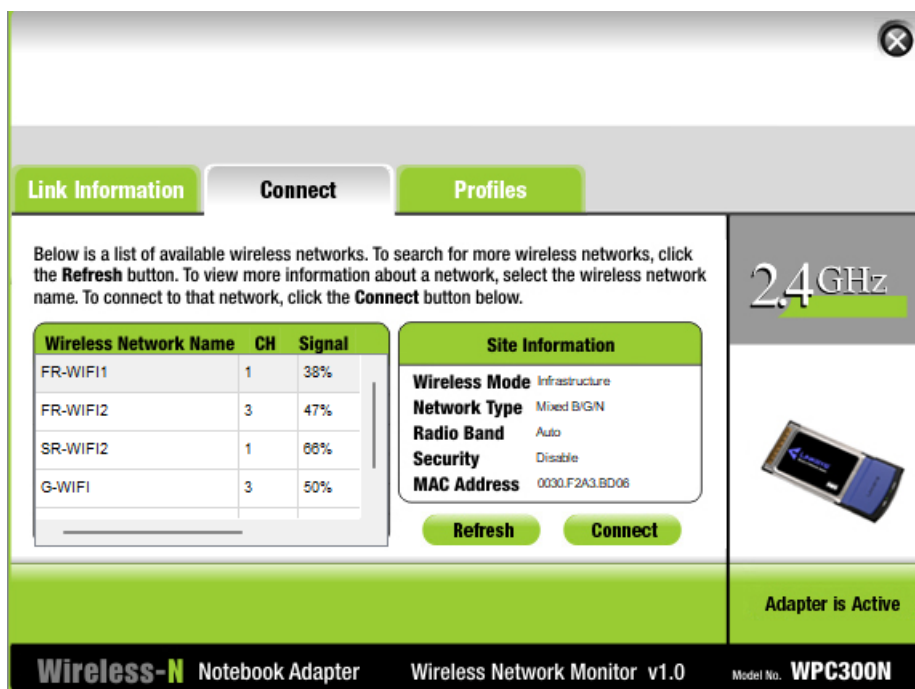 Link Information
Connect
Profiles
Below is a list of available wireless networks. To search for more wireless networks, click
the Refresh button. To view more information about a network, select the wireless network
name. To connect to that network, click the Connect button below.
2.4GHz
Wireless Network Name CH Signal
FR-WIFI1 1 38%
FR-WIFI2 3 47%
SR-WIFI2 1 66%
G-WIFI 3 50%
Site Information
Wireless Mode Infrastructure
Network Type Mixed B/G/N
Radio Band Auto
Security Disable
MAC Address 0030.F2A3.BD06
Refresh
Connect
LINKSYS
Adapter is Active
Wireless-N Notebook Adapter Wireless Network Monitor v1.0 Model No. WPC300N